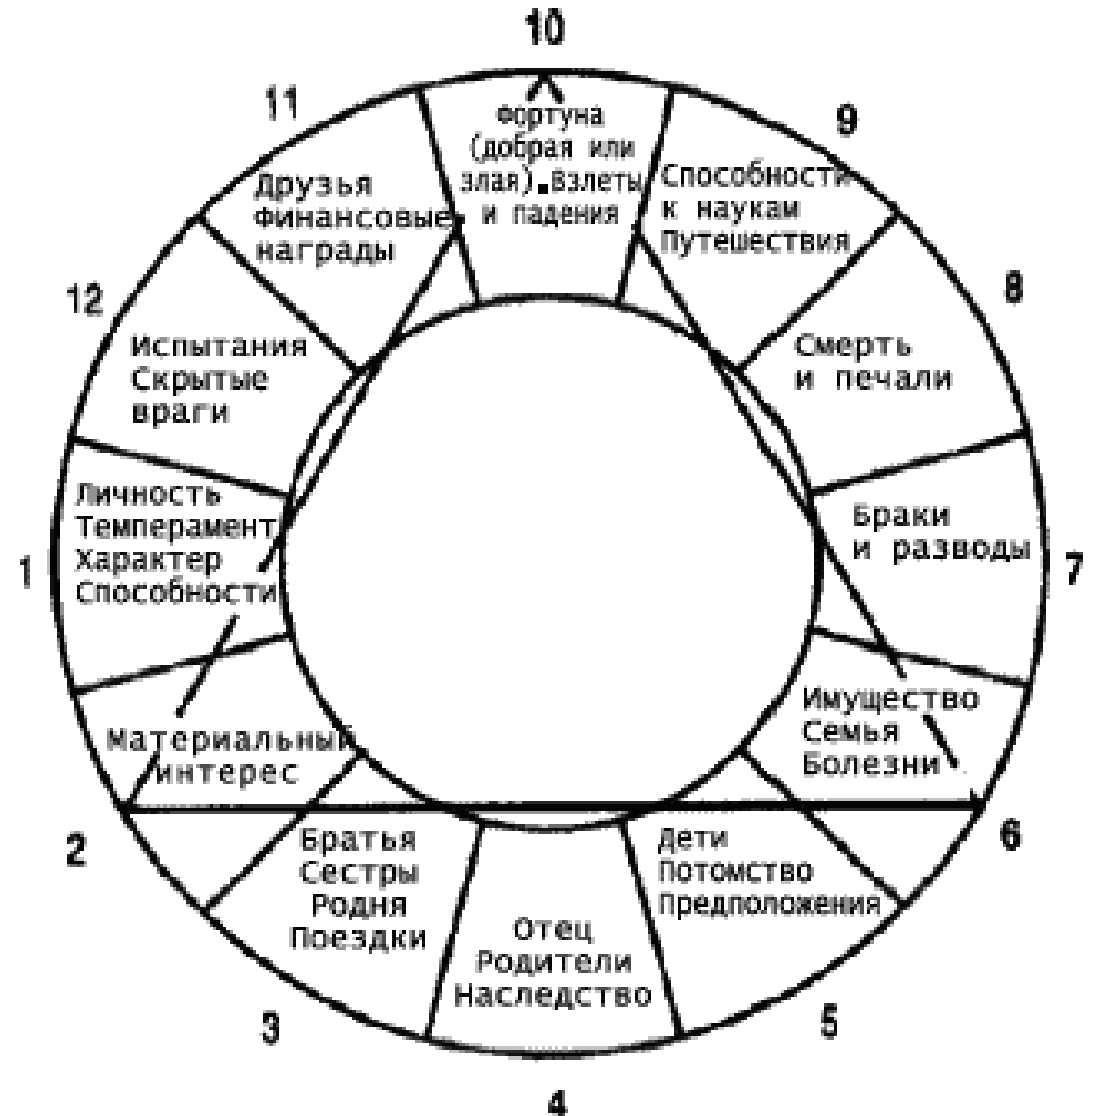 10
11
9
Фортуна
(добрая или
злая). Взлеты
и падения
Друзья
Финансовые
награды
Способности
к наукам
Путешествия
12
8
Испытания
Скрытые
враги
Смерть
и печали
1
Личность
Темперамент
Характер
Способности
Браки
и разводы
7
Материальный
интерес
Имущество
Семья
Болезни
2
6
Братья
Сестры
Родня
Поездки
Дети
Потомство
Предположения
Отец
Родители
Наследство
3
5
4